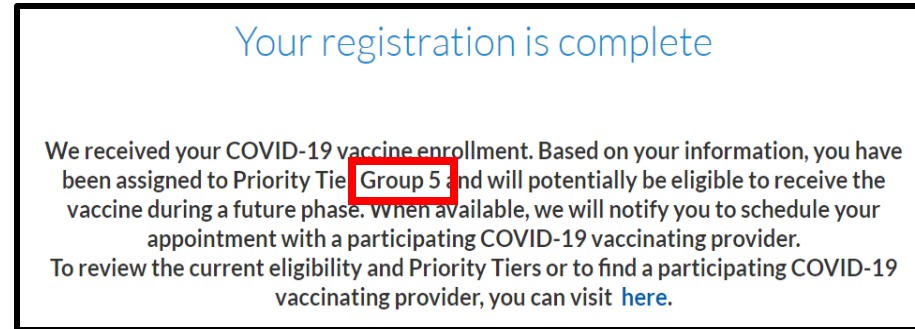 Your registration is complete
We received your COVID-19 vaccine enrollment. Based on your information, you have
been assigned to Priority Tie Group 5 and will potentially be eligible to receive the
vaccine during a future phase. When available, we will notify you to schedule your
appointment with a participating COVID-19 vaccinating provider.
To review the current eligibility and Priority Tiers or to find a participating COVID-19
vaccinating provider, you can visit here.